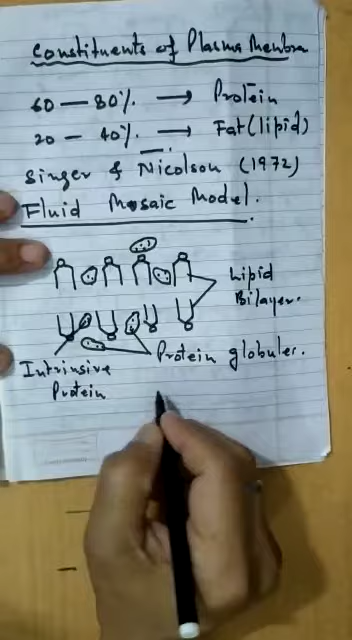 Constituents of Plasma Membra
60 — 80% → Protein
20 — 40% → Fat (lipid)
Singer & Nicolson (1972)
Fluid Mosaic Model.
Lipid
Bilayer.
Protein globuler.
Intrinsive
Protein